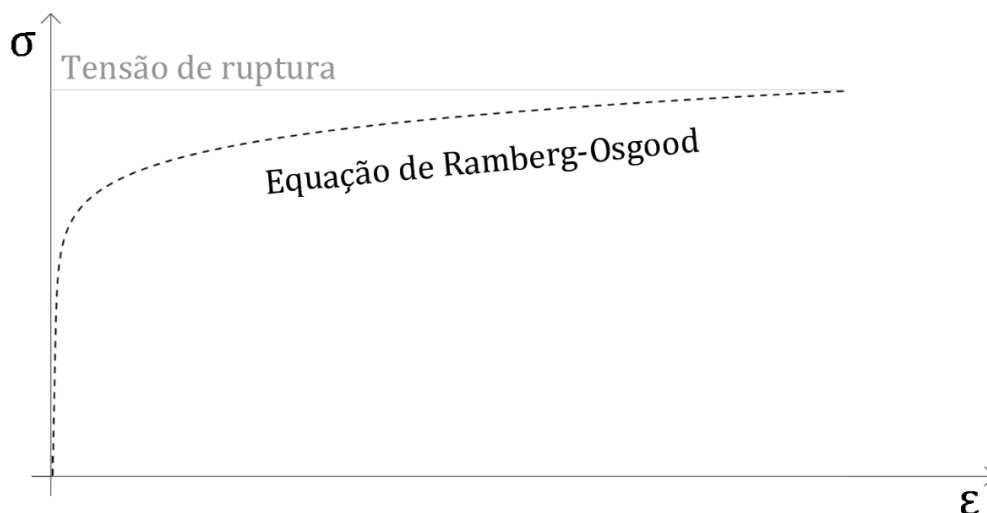 σ
Tensão de ruptura
Equação de Ramberg-Osgood
ε